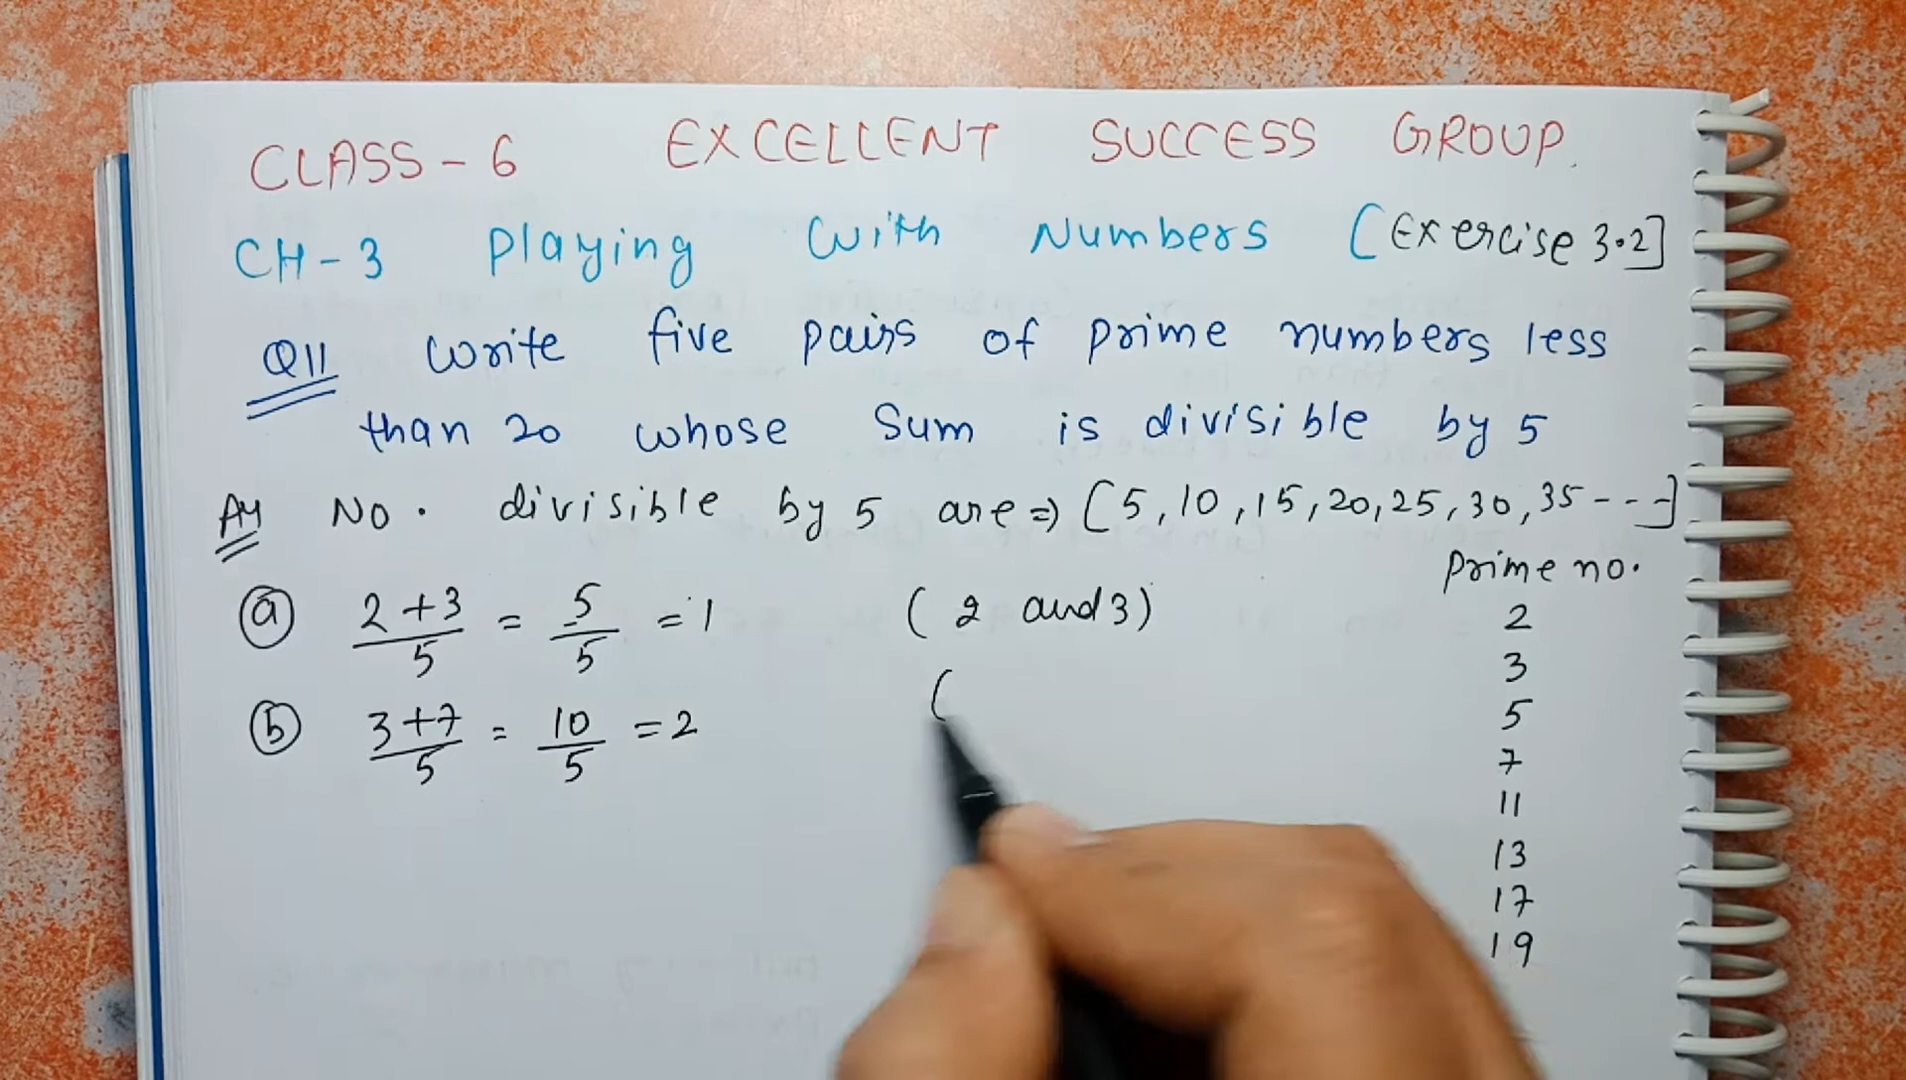 CLASS - 6 EXCELLENT SUCCESS GROUP.
CH - 3 Playing With Numbers [Exercise 3.2]
Q11 Write five pairs of prime numbers less
than 20 whose Sum is divisible by 5
NO. divisible by 5 are => [5, 10, 15, 20, 25, 30, 35 - - -]
Prime no.
(a) 2 + 3 / 5 = 5 / 5 = 1 ( 2 and 3 )
(b) 3 + 7 / 5 = 10 / 5 = 2 (
2
3
5
7
11
13
17
19